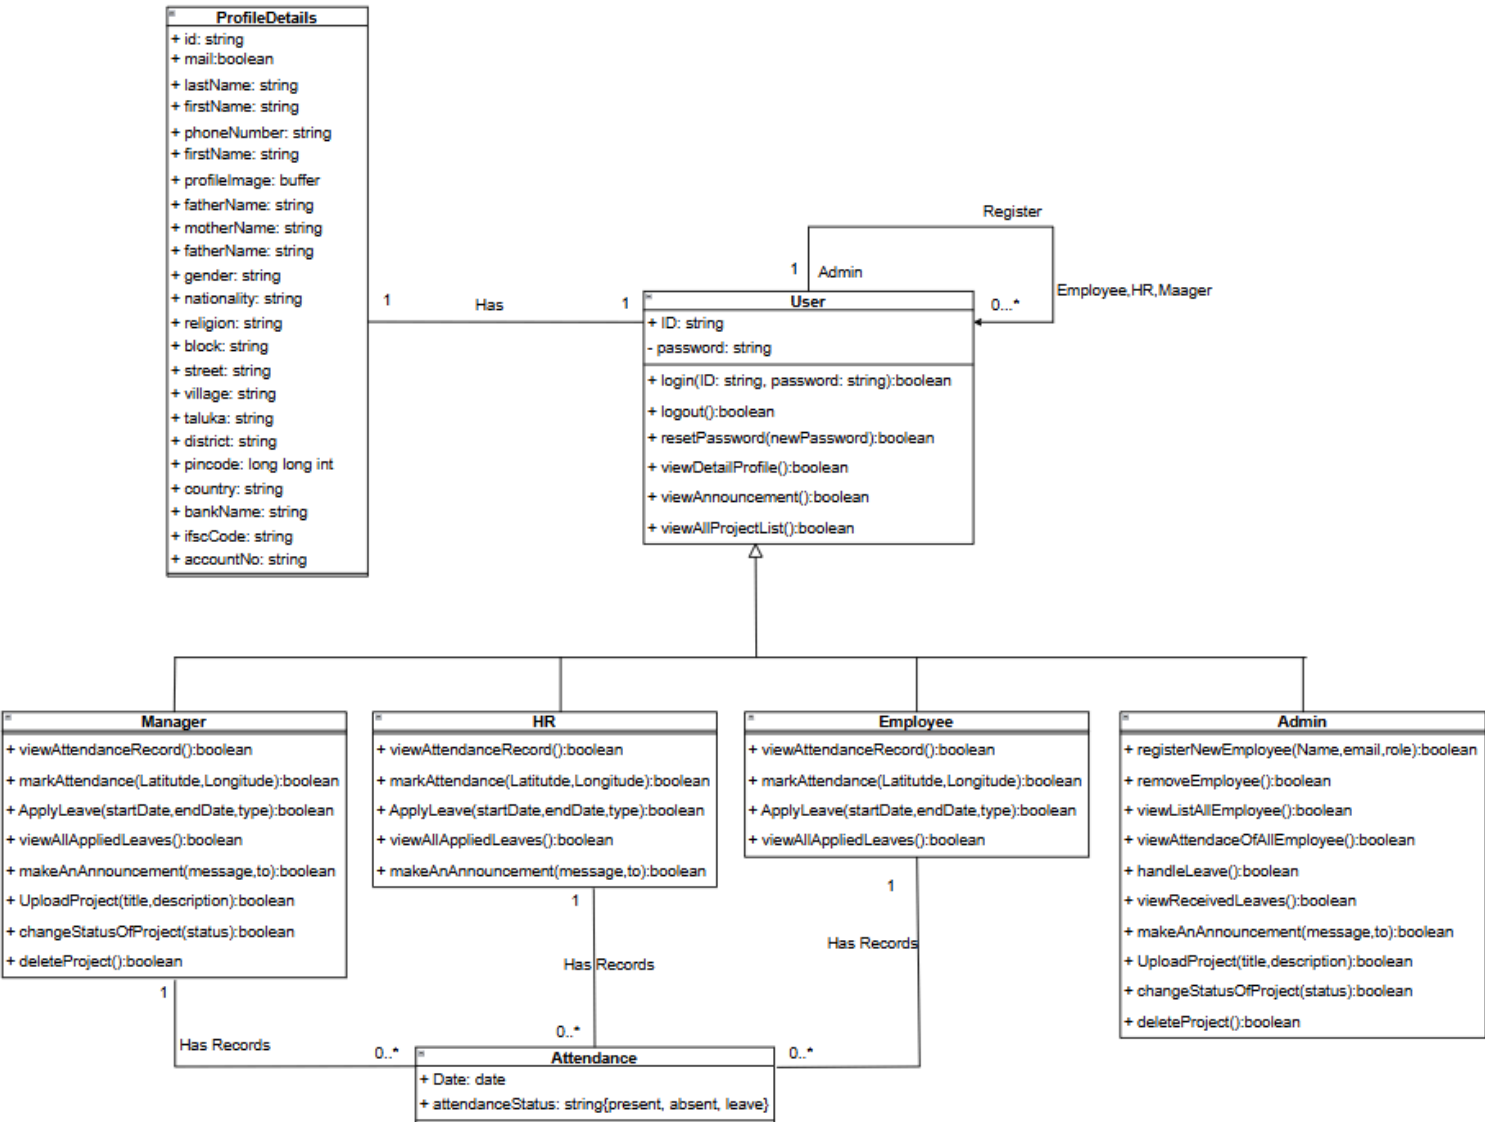 ProfileDetails
+ id: string
+ mail:boolean
+ lastName: string
+ firstName: string
+ phoneNumber: string
+ firstName: string
+ profileImage: buffer
+ fatherName: string
+ motherName: string
+ fatherName: string
+ gender: string
+ nationality: string
+ religion: string
+ block: string
+ street: string
+ village: string
+ taluka: string
+ district: string
+ pincode: long long int
+ country: string
+ bankName: string
+ ifscCode: string
+ accountNo: string
1
Has
1
Register
1
Admin
Employee,HR,Maager
0...*
User
+ ID: string
- password: string
+ login(ID: string, password: string):boolean
+ logout():boolean
+ resetPassword(newPassword):boolean
+ viewDetailProfile():boolean
+ viewAnnouncement():boolean
+ viewAllProjectList():boolean
Manager
+ viewAttendanceRecord():boolean
+ markAttendance(Latitutde,Longitude):boolean
+ ApplyLeave(startDate,endDate,type):boolean
+ viewAllAppliedLeaves():boolean
+ makeAnAnnouncement(message,to):boolean
+ UploadProject(title,description):boolean
+ changeStatusOfProject(status):boolean
+ deleteProject():boolean
HR
+ viewAttendanceRecord():boolean
+ markAttendance(Latitutde,Longitude):boolean
+ ApplyLeave(startDate,endDate,type):boolean
+ viewAllAppliedLeaves():boolean
+ makeAnAnnouncement(message,to):boolean
Employee
+ viewAttendanceRecord():boolean
+ markAttendance(Latitutde,Longitude):boolean
+ ApplyLeave(startDate,endDate,type):boolean
+ viewAllAppliedLeaves():boolean
Admin
+ registerNewEmployee(Name,email,role):boolean
+ removeEmployee():boolean
+ viewListAllEmployee():boolean
+ viewAttendaceOfAllEmployee():boolean
+ handleLeave():boolean
+ viewReceivedLeaves():boolean
+ makeAnAnnouncement(message,to):boolean
+ UploadProject(title,description):boolean
+ changeStatusOfProject(status):boolean
+ deleteProject():boolean
1
Has Records
0..*
1
Has Records
0..*
1
Has Records
0..*
Attendance
+ Date: date
+ attendanceStatus: string{present, absent, leave}